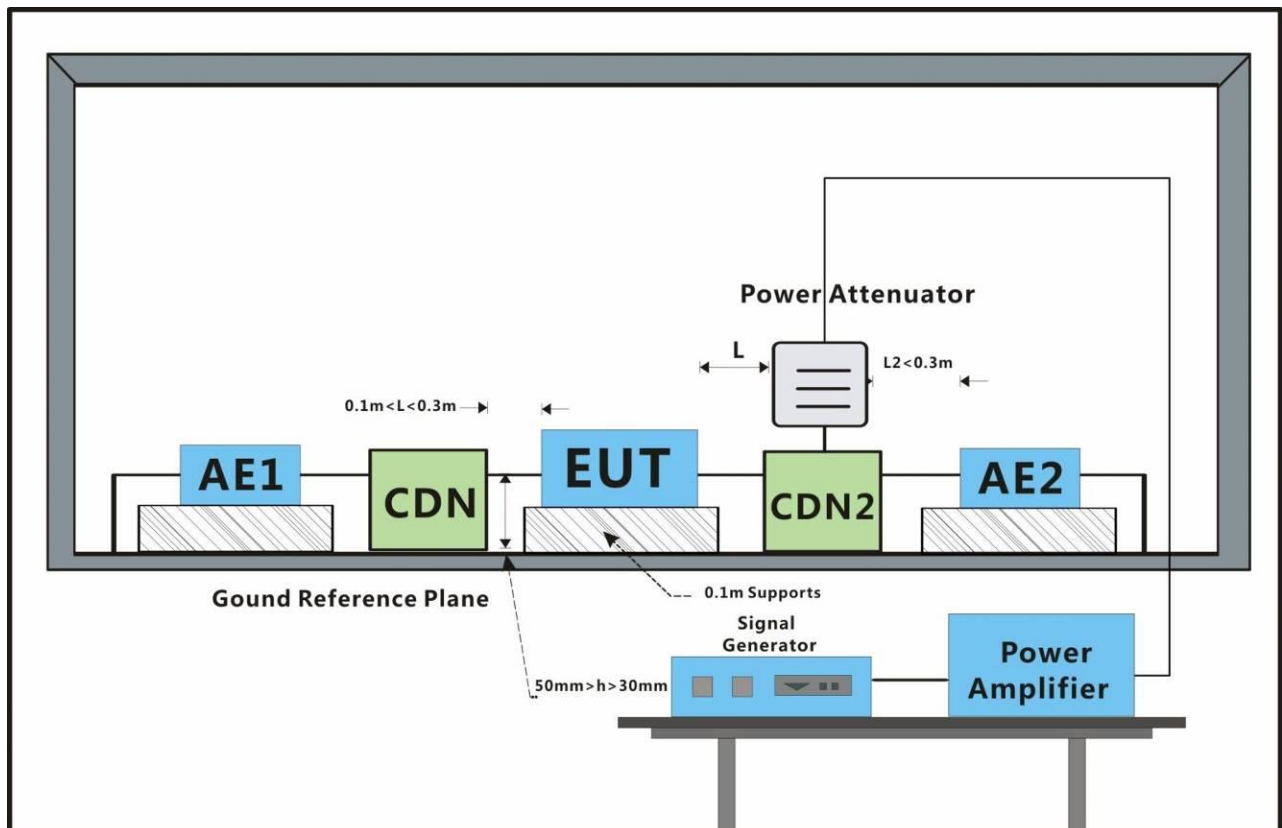 Power Attenuator
L
L2<0.3m
0.1m<L<0.3m
AE1
CDN
EUT
CDN2
AE2
Gound Reference Plane
0.1m Supports
Signal
Generator
50mm>h>30mm
Power
Amplifier